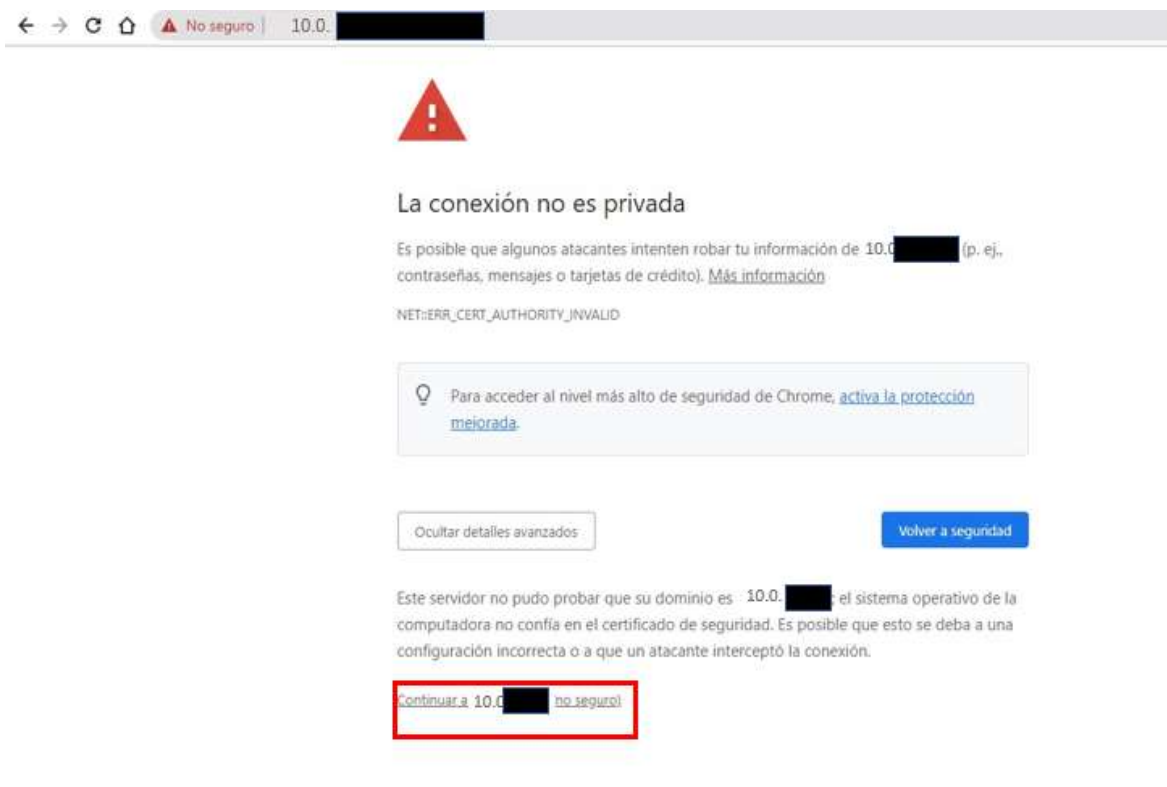 No seguro | 10.0.
La conexión no es privada
Es posible que algunos atacantes intenten robar tu información de 10.0 (p. ej.,
contraseñas, mensajes o tarjetas de crédito). Más información
NET::ERR_CERT_AUTHORITY_INVALID
Para acceder al nivel más alto de seguridad de Chrome, activa la protección
mejorada.
Ocultar detalles avanzados
Volver a seguridad
Este servidor no pudo probar que su dominio es 10.0. ; el sistema operativo de la
computadora no confía en el certificado de seguridad. Es posible que esto se deba a una
configuración incorrecta o a que un atacante interceptó la conexión.
Continuar a 10.0 no seguro)